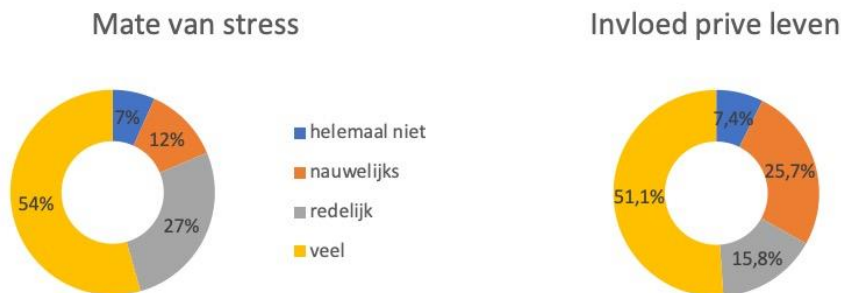 Mate van stress
7%
12%
27%
54%
helemaal niet
nauwelijks
redelijk
veel
Invloed prive leven
7,4%
25,7%
15,8%
51,1%